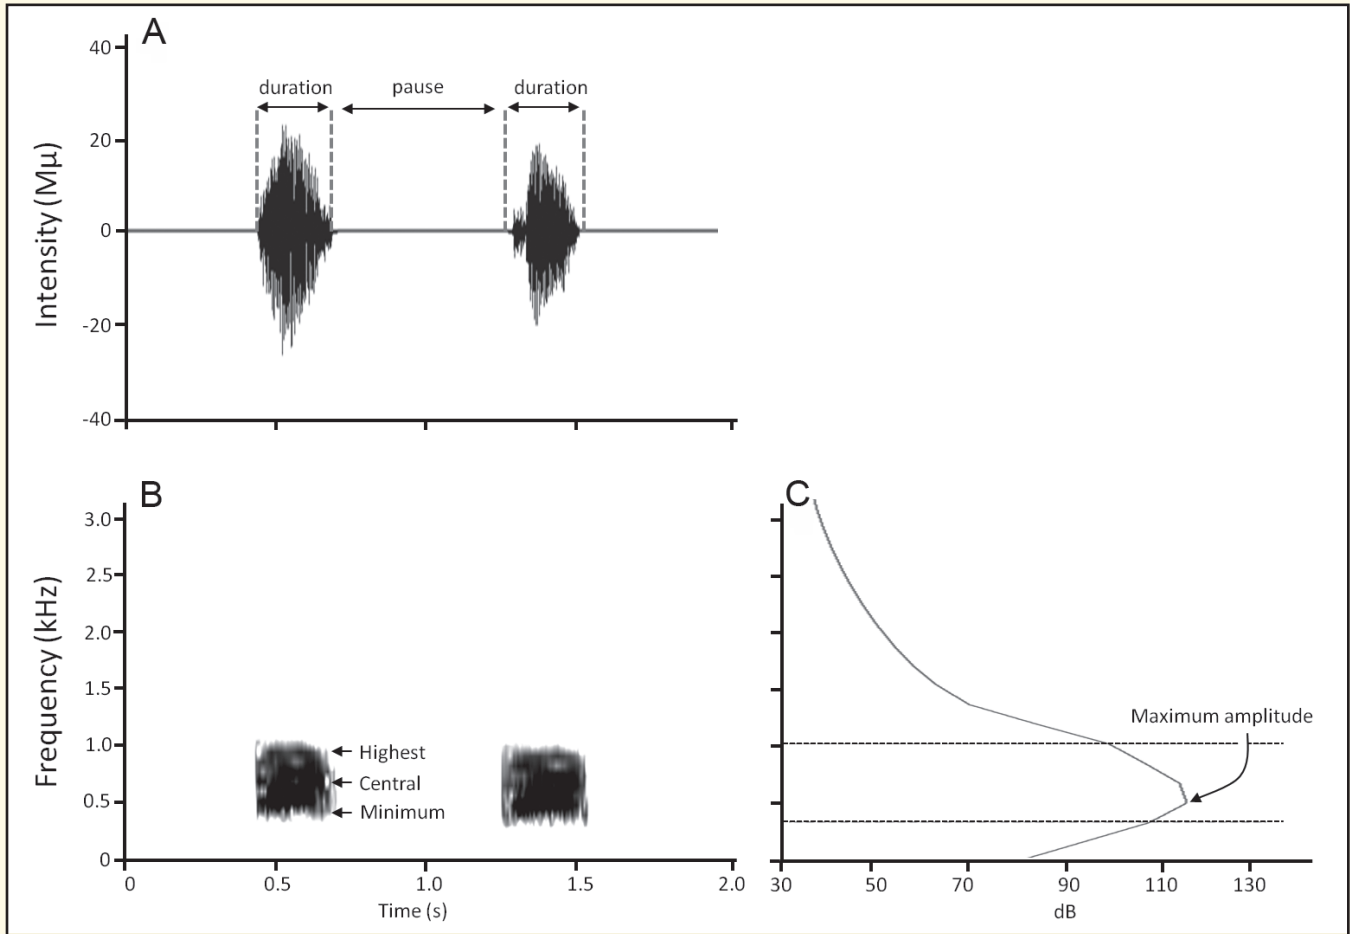 A
40
20
0
-20
-40
Intensity (Mμ)
duration
pause
duration
B
3.0
2.5
2.0
1.5
1.0
0.5
0
Frequency (kHz)
Highest
Central
Minimum
0 0.5 1.0 1.5 2.0
Time (s)
C
Maximum amplitude
30 50 70 90 110 130
dB